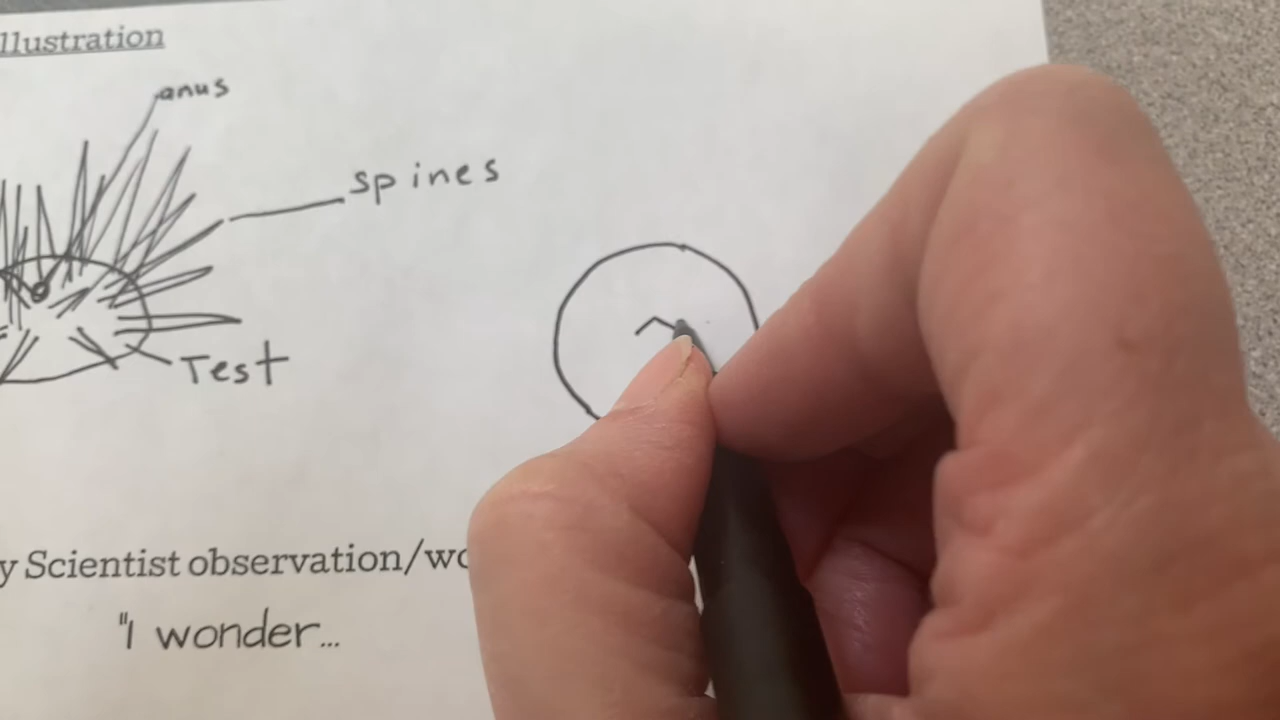 llustration
anus
spines
Test
y Scientist observation/wo
"I wonder...